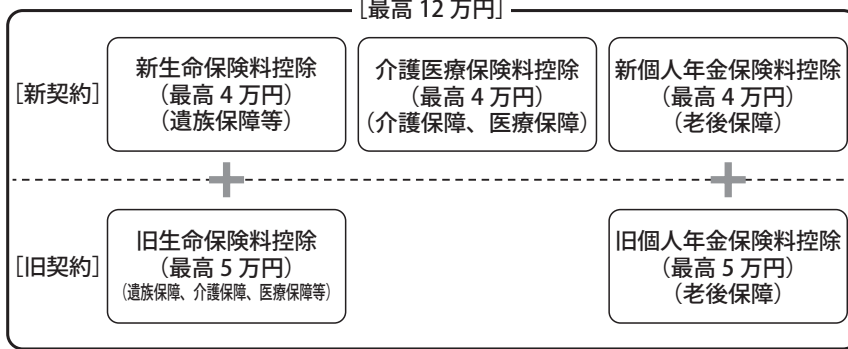 [最高 12 万円]
[新契約]
新生命保険料控除
（最高 4 万円）
（遺族保障等）
介護医療保険料控除
（最高 4 万円）
（介護保障、医療保障）
新個人年金保険料控除
（最高 4 万円）
（老後保障）
+
+
[旧契約]
旧生命保険料控除
（最高 5 万円）
（遺族保障、介護保障、医療保障等）
旧個人年金保険料控除
（最高 5 万円）
（老後保障）